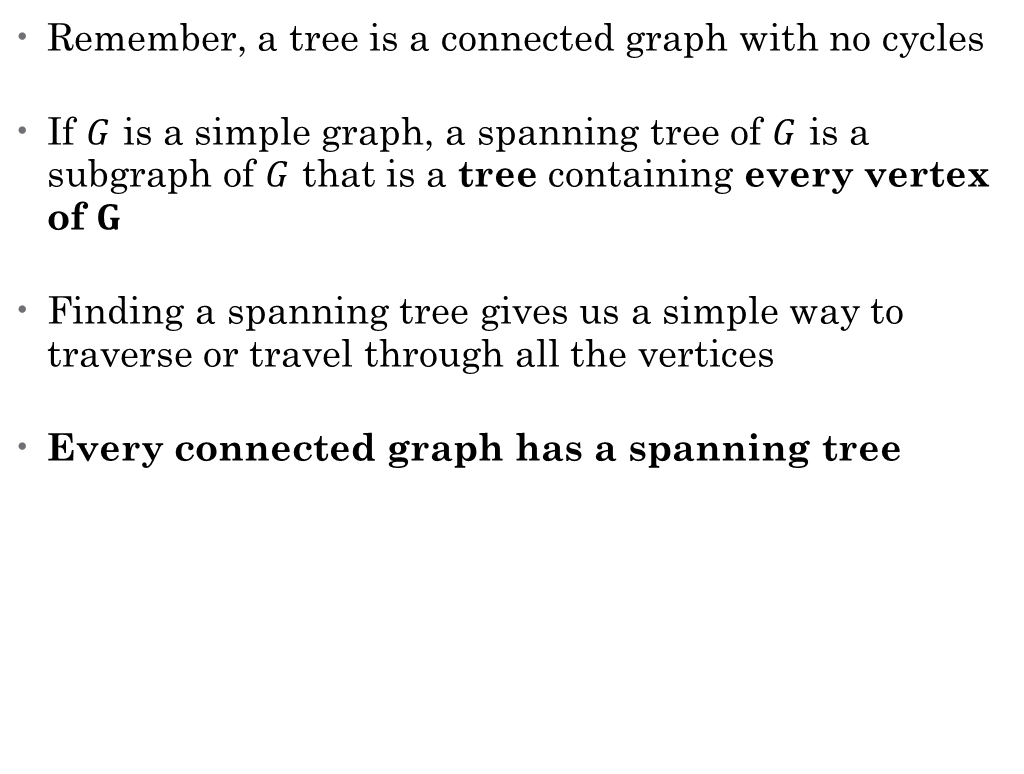 • Remember, a tree is a connected graph with no cycles
• If 𝐺 is a simple graph, a spanning tree of 𝐺 is a
subgraph of 𝐺 that is a tree containing every vertex
of G
• Finding a spanning tree gives us a simple way to
traverse or travel through all the vertices
• Every connected graph has a spanning tree